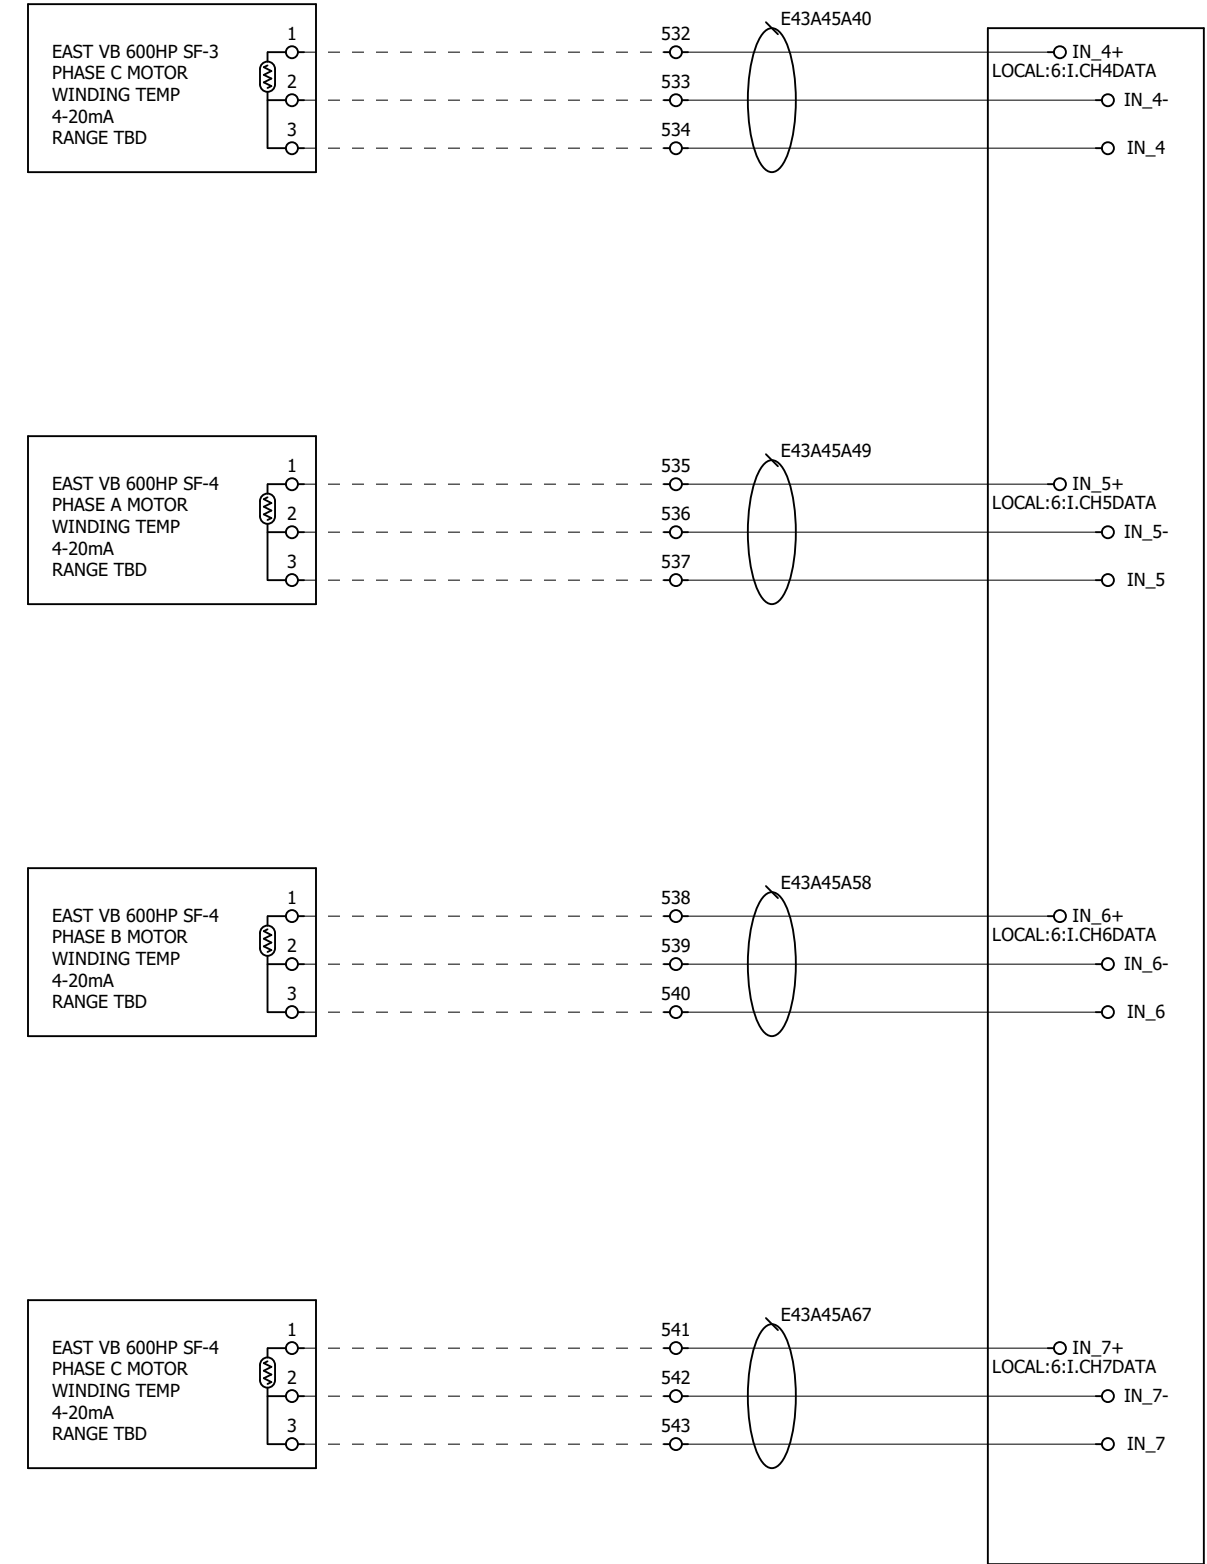 E43A45A40
1
532
EAST VB 600HP SF-3
IN_4+
PHASE C MOTOR
LOCAL:6:I.CH4DATA
2
533
WINDING TEMP
IN_4-
4-20mA
3
534
RANGE TBD
IN_4
E43A45A49
1
535
EAST VB 600HP SF-4
IN_5+
PHASE A MOTOR
LOCAL:6:I.CH5DATA
2
536
WINDING TEMP
IN_5-
4-20mA
3
537
RANGE TBD
IN_5
E43A45A58
1
538
EAST VB 600HP SF-4
IN_6+
PHASE B MOTOR
LOCAL:6:I.CH6DATA
2
539
WINDING TEMP
IN_6-
4-20mA
3
540
RANGE TBD
IN_6
E43A45A67
1
541
EAST VB 600HP SF-4
IN_7+
PHASE C MOTOR
LOCAL:6:I.CH7DATA
2
542
WINDING TEMP
IN_7-
4-20mA
3
543
RANGE TBD
IN_7